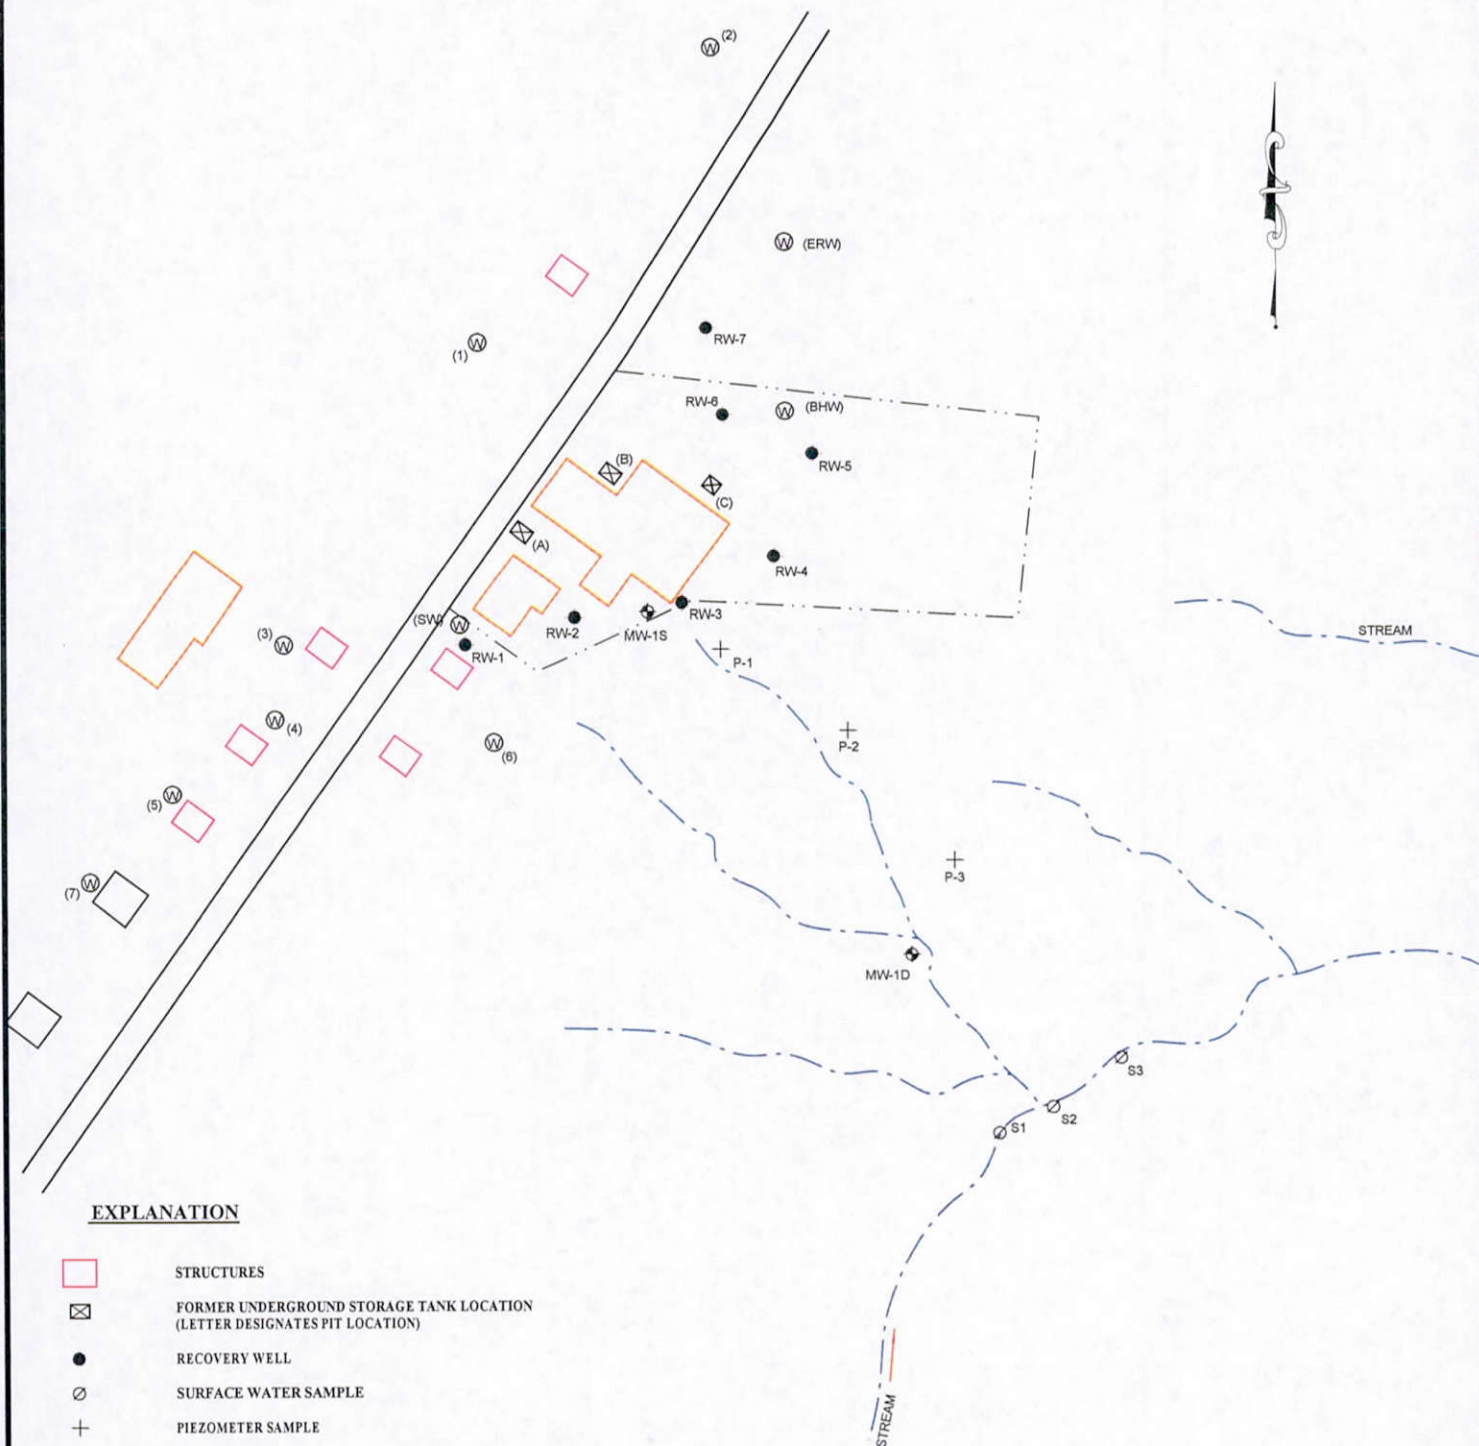 (2)
(ERW)
RW-7
(1)
RW-6
(BHW)
RW-5
(B)
(C)
(A)
RW-4
(SW)
RW-3
RW-2
MW-1S
RW-1
STREAM
(3)
P-1
(4)
P-2
(6)
(5)
P-3
(7)
MW-1D
S3
S2
S1
EXPLANATION
STRUCTURES
FORMER UNDERGROUND STORAGE TANK LOCATION
(LETTER DESIGNATES PIT LOCATION)
RECOVERY WELL
SURFACE WATER SAMPLE
PIEZOMETER SAMPLE
STREAM